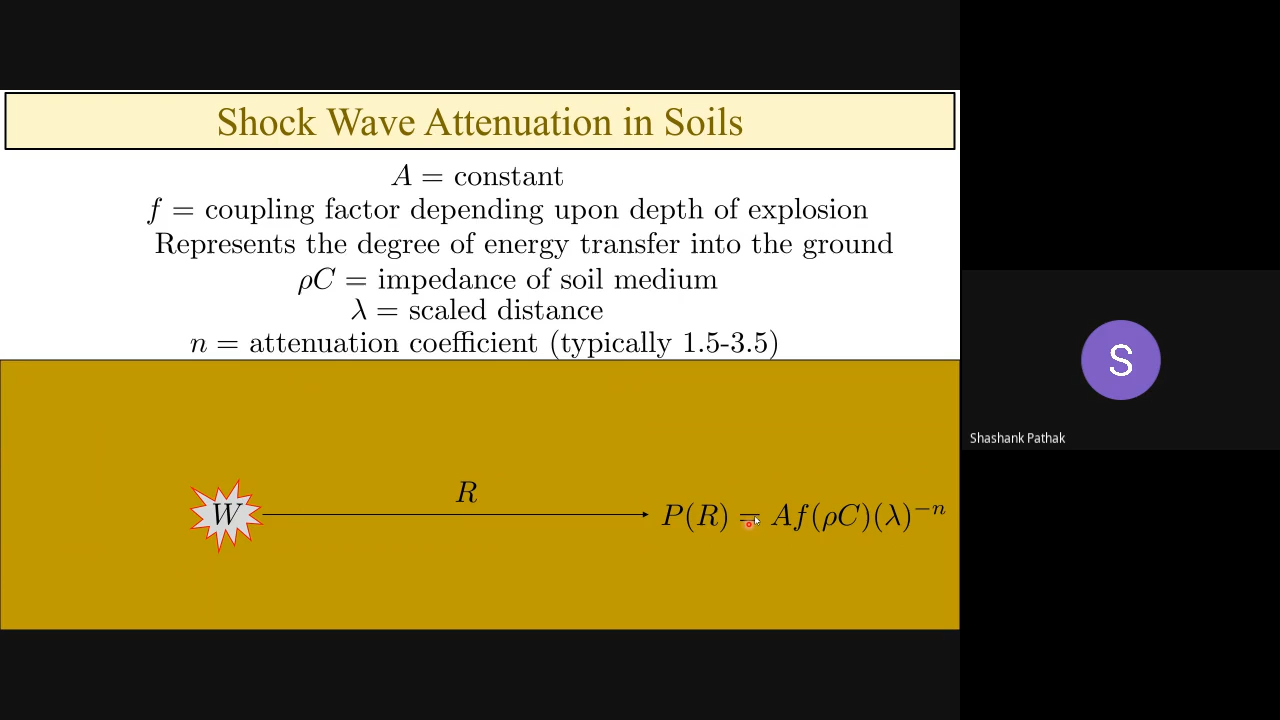 Shock Wave Attenuation in Soils
A = constant
f = coupling factor depending upon depth of explosion
Represents the degree of energy transfer into the ground
ρC = impedance of soil medium
λ = scaled distance
n = attenuation coefficient (typically 1.5-3.5)
R
W
P(R) = Af(ρC)(λ)⁻ⁿ
S
Shashank Pathak